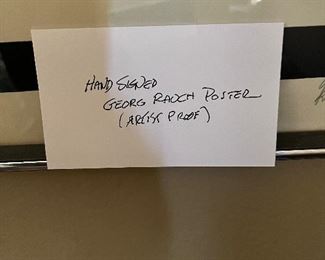 HAND SIGNED
GEORG RAUCH POSTER
(ARTIST PROOF)